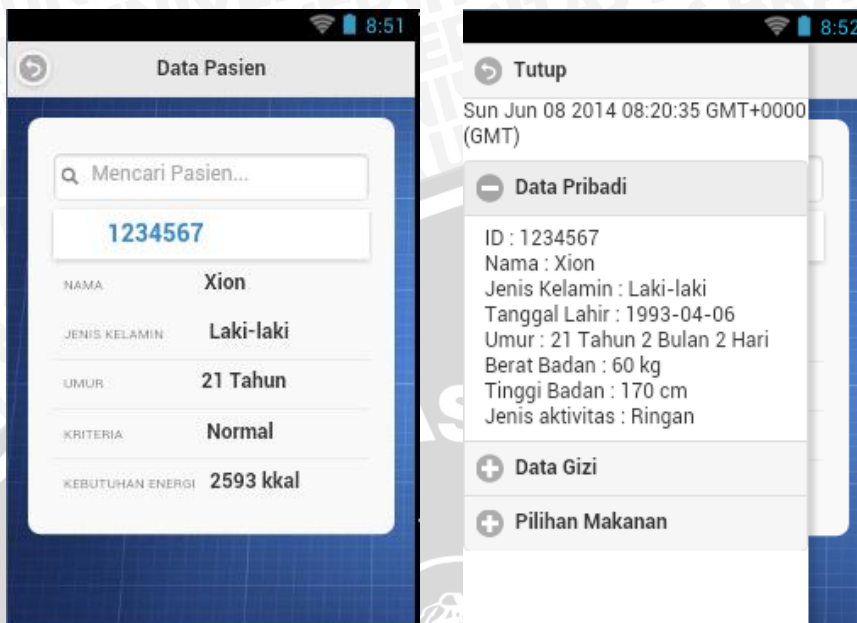 8:51
Data Pasien
Mencari Pasien...
1234567
NAMA Xion
JENIS KELAMIN Laki-laki
UMUR 21 Tahun
KRITERIA Normal
KEBUTUHAN ENERGI 2593 kkal
8:52
Tutup
Sun Jun 08 2014 08:20:35 GMT+0000
(GMT)
Data Pribadi
ID : 1234567
Nama : Xion
Jenis Kelamin : Laki-laki
Tanggal Lahir : 1993-04-06
Umur : 21 Tahun 2 Bulan 2 Hari
Berat Badan : 60 kg
Tinggi Badan : 170 cm
Jenis aktivitas : Ringan
Data Gizi
Pilihan Makanan